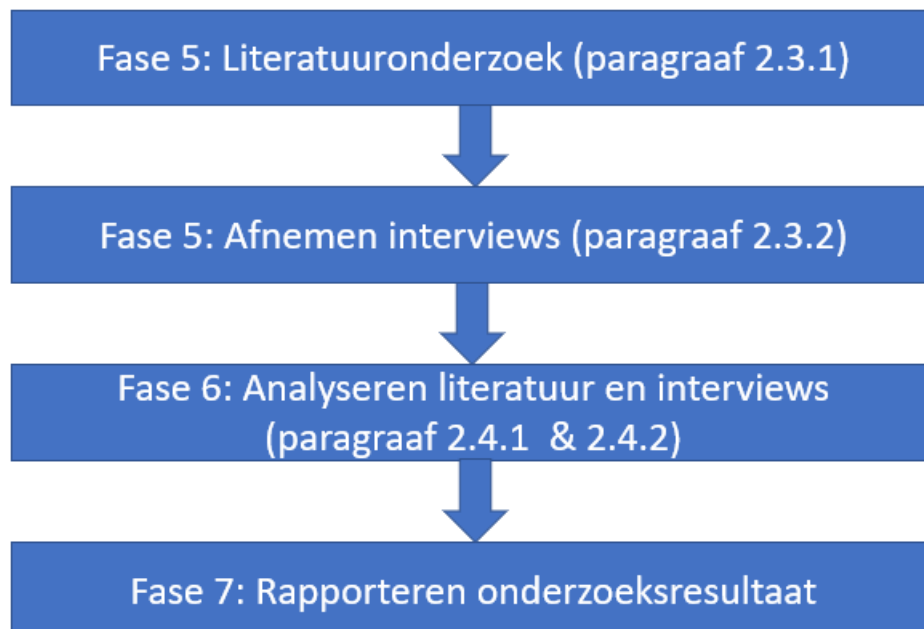 Fase 5: Literatuuronderzoek (paragraaf 2.3.1)
Fase 5: Afnemen interviews (paragraaf 2.3.2)
Fase 6: Analyseren literatuur en interviews
(paragraaf 2.4.1 & 2.4.2)
Fase 7: Rapporteren onderzoeksresultaat